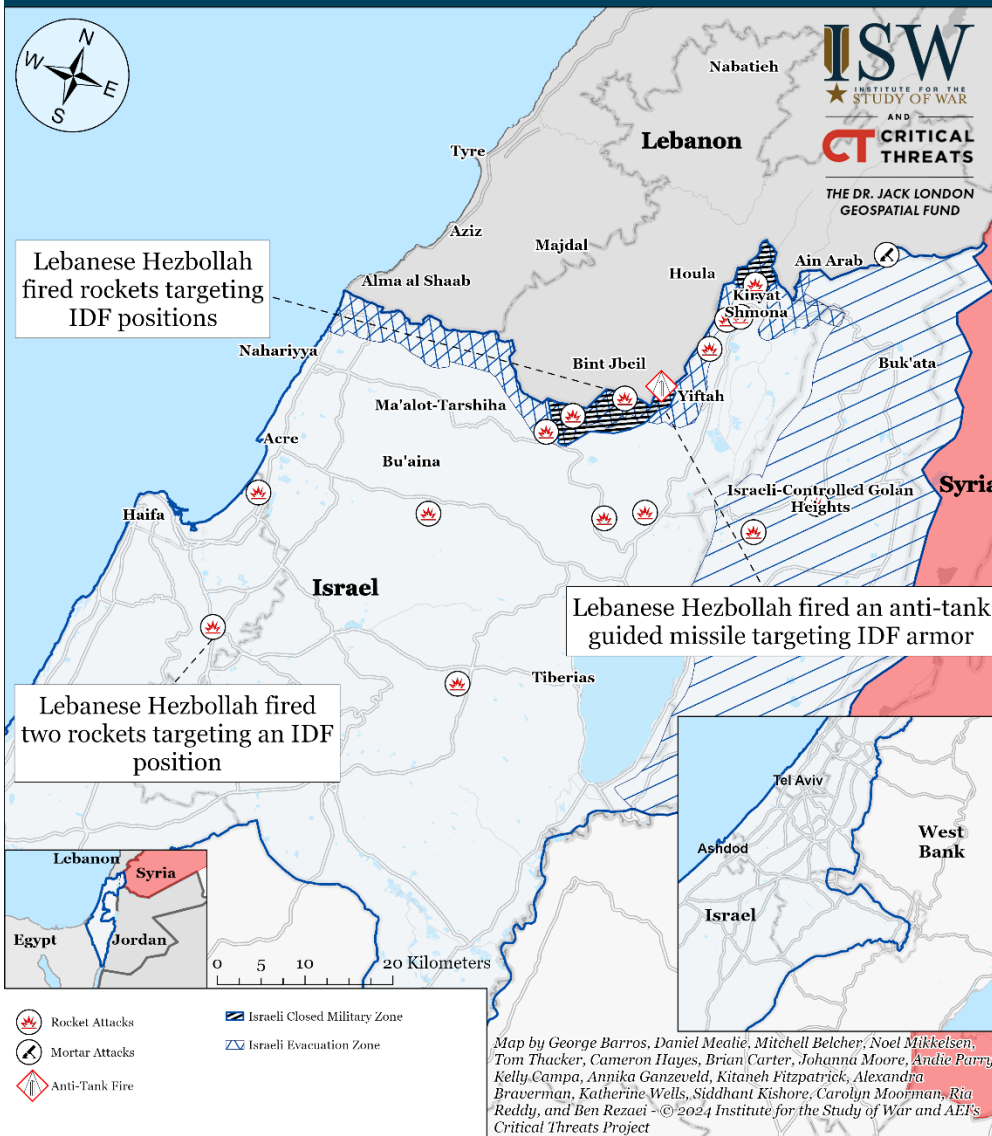 N
W
E
S
ISW
INSTITUTE FOR THE
STUDY OF WAR
AND
CT CRITICAL
THREATS
THE DR. JACK LONDON
GEOSPATIAL FUND
Nabatieh
Lebanon
Tyre
Aziz
Majdal
Houla
Ain Arab
Alma al Shaab
Lebanese Hezbollah
fired rockets targeting
IDF positions
Kiryat
Shmona
Nahariyya
Bint Jbeil
Buk'ata
Yiftah
Ma'alot-Tarshiha
Acre
Bu'aina
Haifa
Israeli-Controlled Golan
Heights
Syria
Israel
Lebanese Hezbollah fired an anti-tank
guided missile targeting IDF armor
Tiberias
Lebanese Hezbollah fired
two rockets targeting an IDF
position
Tel Aviv
Ashdod
West
Bank
Israel
Lebanon
Syria
Egypt
Jordan
0 5 10 20 Kilometers
Rocket Attacks
Mortar Attacks
Anti-Tank Fire
Israeli Closed Military Zone
Israeli Evacuation Zone
Map by George Barros, Daniel Mealie, Mitchell Belcher, Noel Mikkelsen,
Tom Thacker, Cameron Hayes, Brian Carter, Johanna Moore, Andie Parry,
Kelly Campa, Annika Ganzeveld, Kitaneh Fitzpatrick, Alexandra
Braverman, Katherine Wells, Siddhant Kishore, Carolyn Moorman, Ria
Reddy, and Ben Rezaei - © 2024 Institute for the Study of War and AEI's
Critical Threats Project